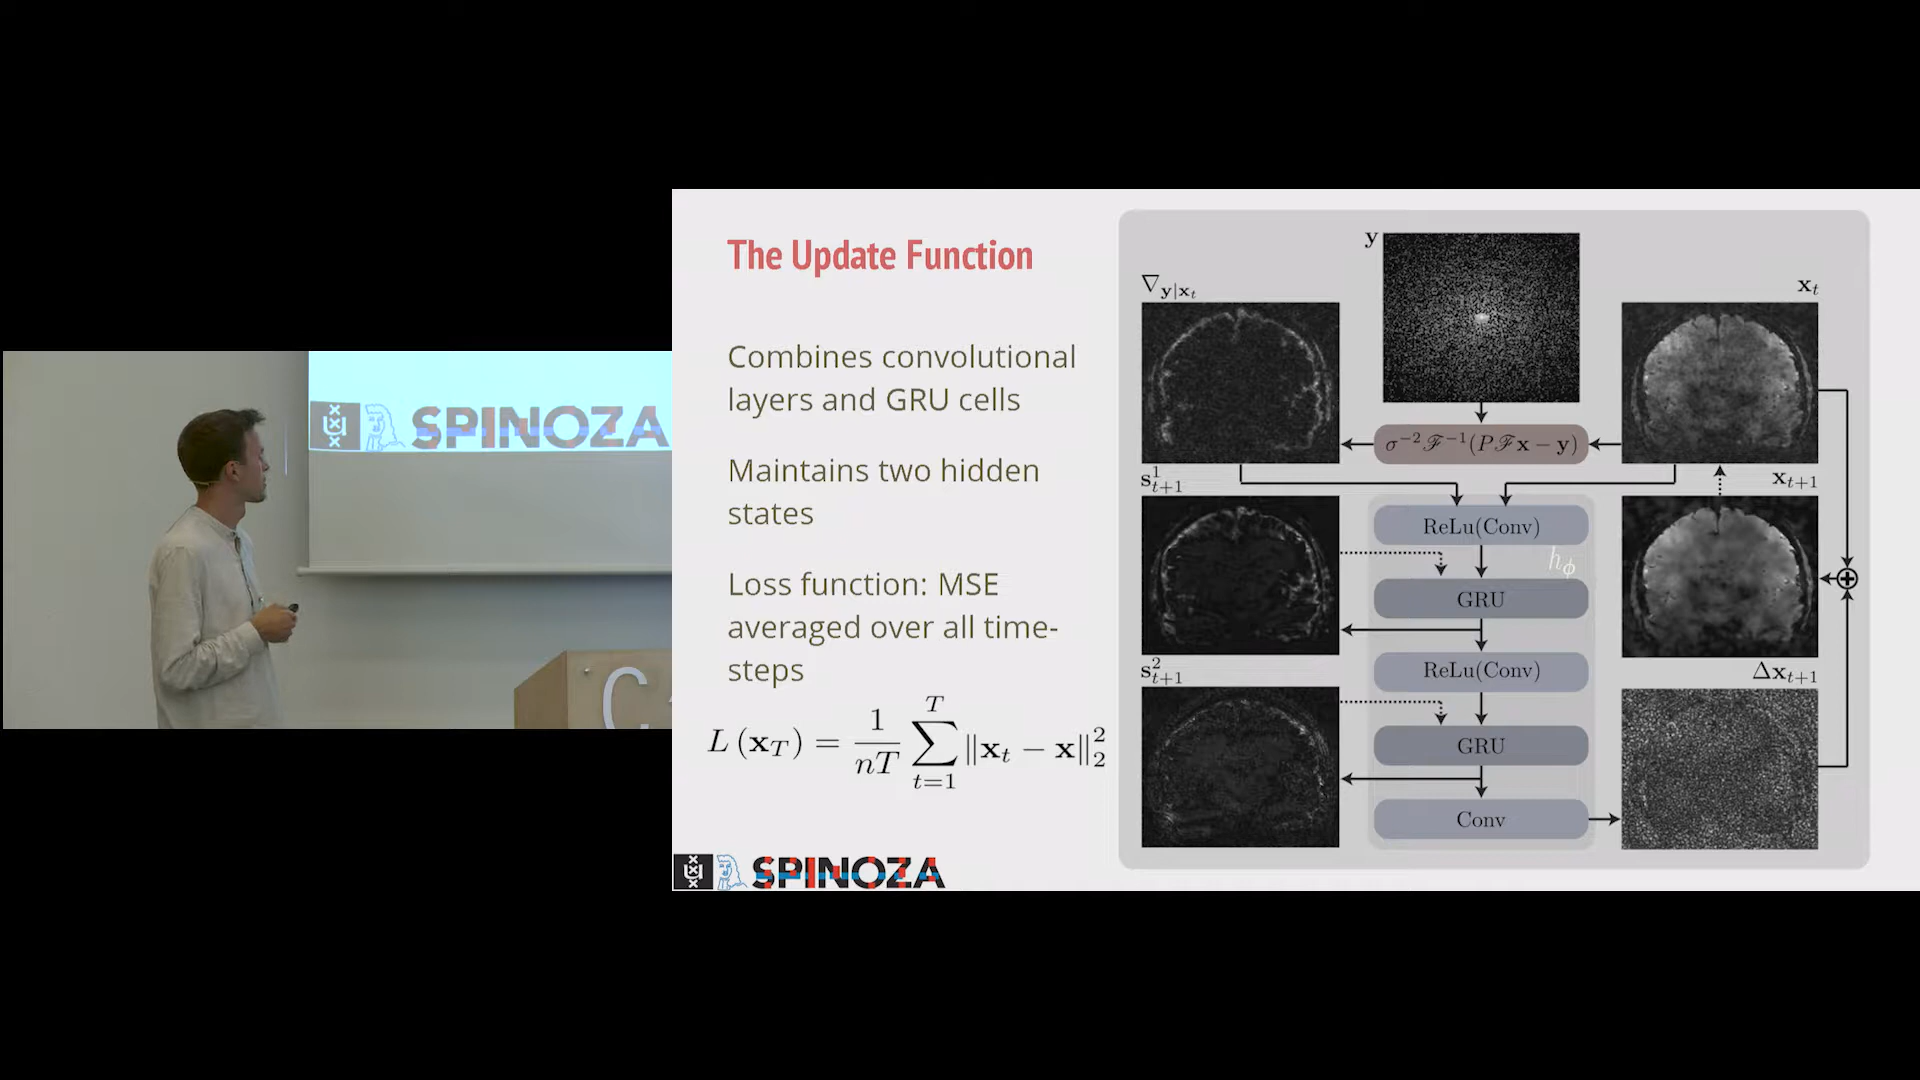 SPINOZA
C
The Update Function
Combines convolutional
layers and GRU cells
Maintains two hidden
states
Loss function: MSE
averaged over all time-
steps
L (x_T) = \frac{1}{nT} \sum_{t=1}^{T} ||x_t − x||_2^2
SPINOZA
y
∇_{y|x_t}
x_t
σ^{−2} ℱ^{−1}(Pℱx − y)
s^1_{t+1}
x_{t+1}
ReLu(Conv)
h_ϕ
GRU
s^2_{t+1}
ReLu(Conv)
Δx_{t+1}
GRU
Conv